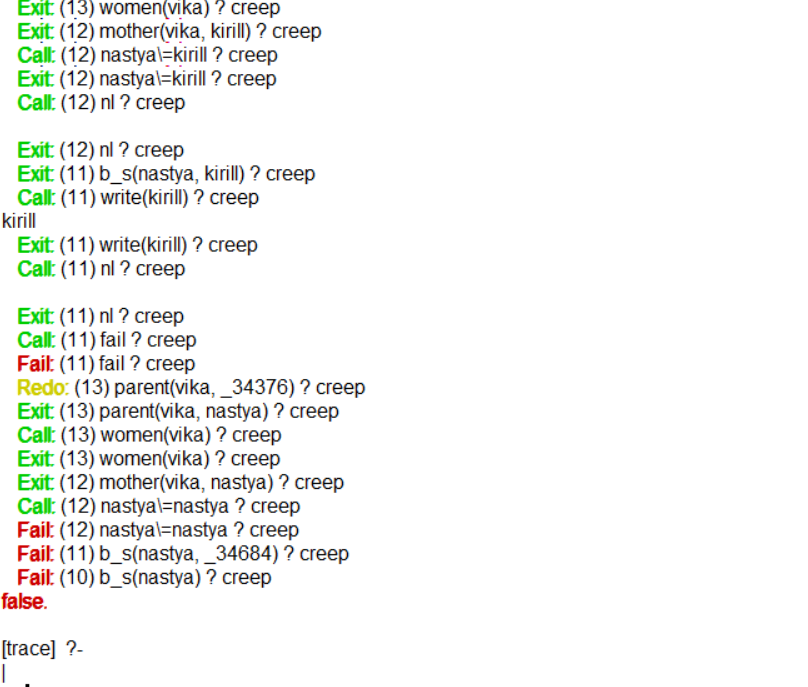 Exit: (13) women(vika) ? creep
Exit: (12) mother(vika, kirill) ? creep
Call: (12) nastya\=kirill ? creep
Exit: (12) nastya\=kirill ? creep
Call: (12) nl ? creep
Exit: (12) nl ? creep
Exit: (11) b_s(nastya, kirill) ? creep
Call: (11) write(kirill) ? creep
kirill
Exit: (11) write(kirill) ? creep
Call: (11) nl ? creep
Exit: (11) nl ? creep
Call: (11) fail ? creep
Fail: (11) fail ? creep
Redo: (13) parent(vika, _34376) ? creep
Exit: (13) parent(vika, nastya) ? creep
Call: (13) women(vika) ? creep
Exit: (13) women(vika) ? creep
Exit: (12) mother(vika, nastya) ? creep
Call: (12) nastya\=nastya ? creep
Fail: (12) nastya\=nastya ? creep
Fail: (11) b_s(nastya, _34684) ? creep
Fail: (10) b_s(nastya) ? creep
false.
[trace] ?-
|